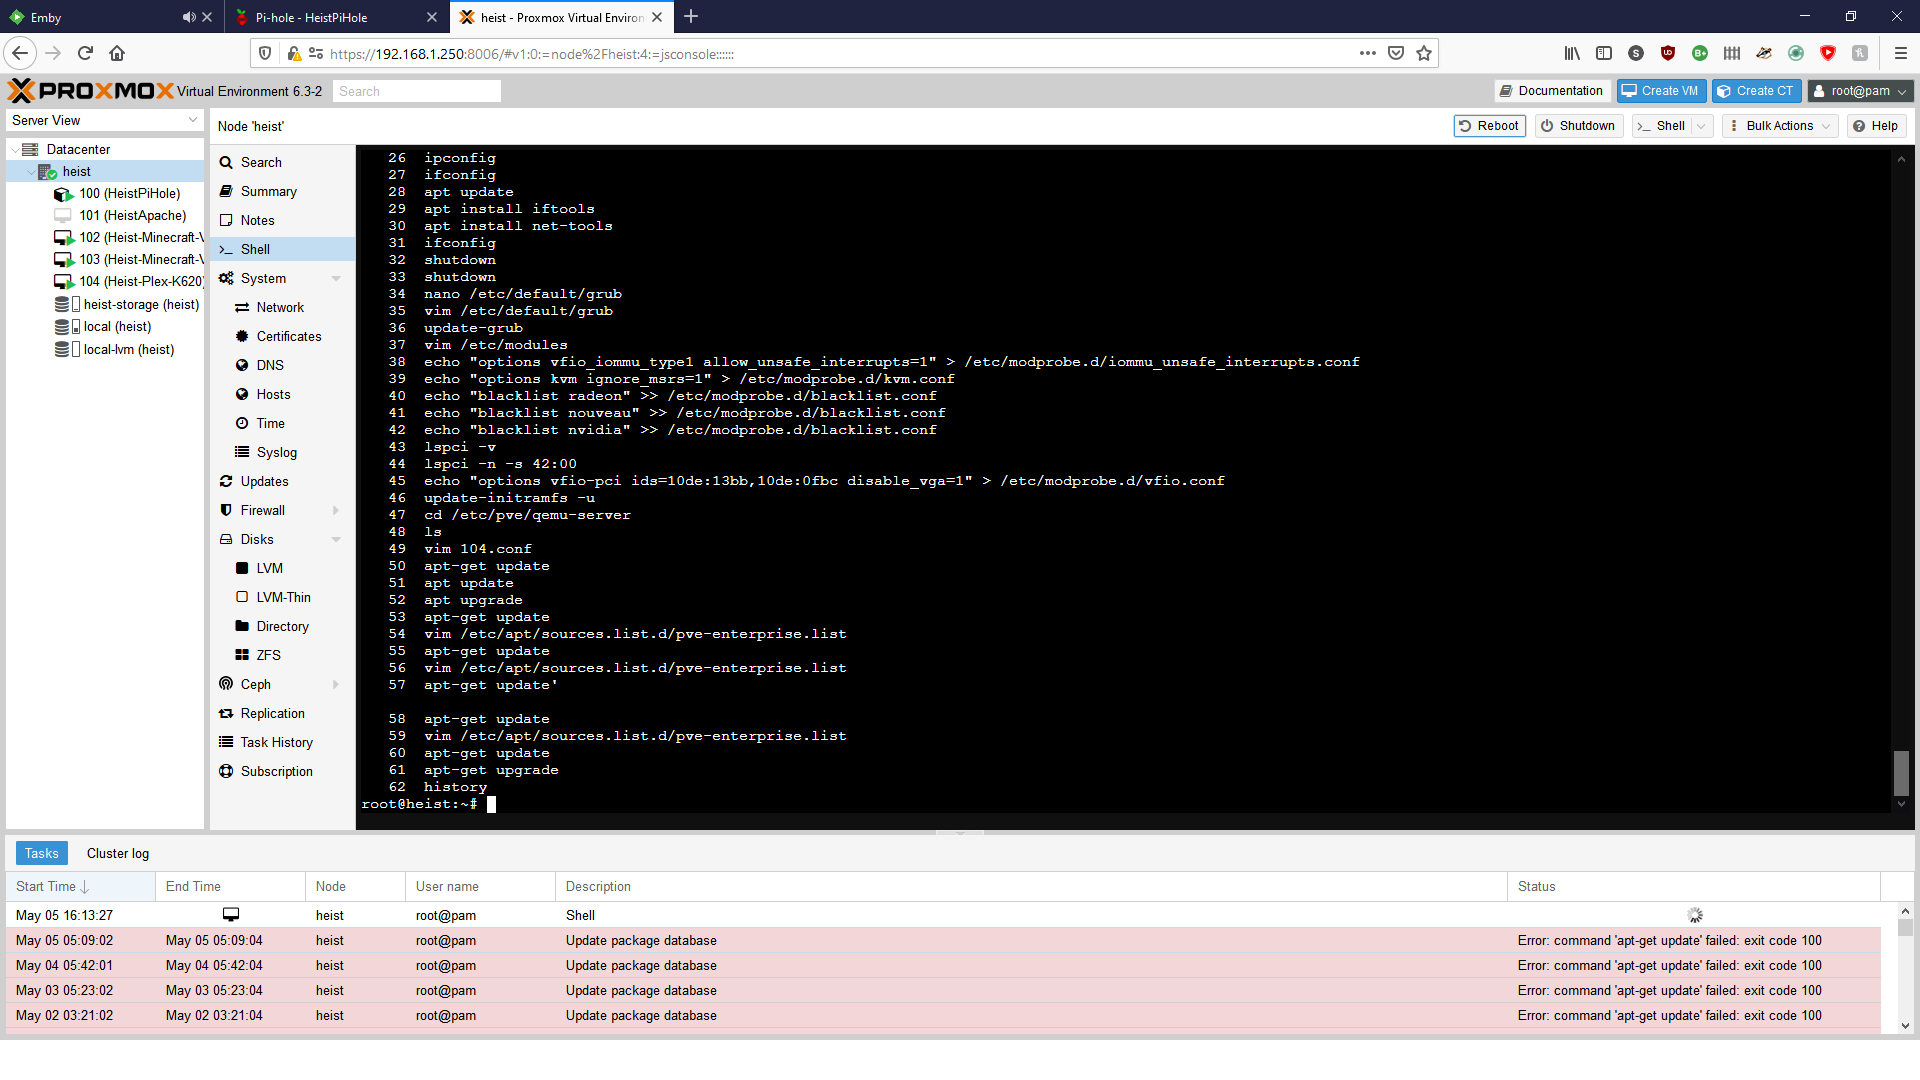 Emby
Pi-hole - HeistPiHole
heist - Proxmox Virtual Environ
https://192.168.1.250:8006/#v1:0:=node%2Fheist:4:=jsconsole::::::
PROXMOX Virtual Environment 6.3-2
Search
Documentation
Create VM
Create CT
root@pam
Server View
Node 'heist'
Reboot
Shutdown
Shell
Bulk Actions
Help
Datacenter
heist
100 (HeistPiHole)
101 (HeistApache)
102 (Heist-Minecraft-V
103 (Heist-Minecraft-V
104 (Heist-Plex-K620)
heist-storage (heist)
local (heist)
local-lvm (heist)
Search
Summary
Notes
Shell
System
Network
Certificates
DNS
Hosts
Time
Syslog
Updates
Firewall
Disks
LVM
LVM-Thin
Directory
ZFS
Ceph
Replication
Task History
Subscription
26 ipconfig
27 ifconfig
28 apt update
29 apt install iftools
30 apt install net-tools
31 ifconfig
32 shutdown
33 shutdown
34 nano /etc/default/grub
35 vim /etc/default/grub
36 update-grub
37 vim /etc/modules
38 echo "options vfio_iommu_type1 allow_unsafe_interrupts=1" > /etc/modprobe.d/iommu_unsafe_interrupts.conf
39 echo "options kvm ignore_msrs=1" > /etc/modprobe.d/kvm.conf
40 echo "blacklist radeon" >> /etc/modprobe.d/blacklist.conf
41 echo "blacklist nouveau" >> /etc/modprobe.d/blacklist.conf
42 echo "blacklist nvidia" >> /etc/modprobe.d/blacklist.conf
43 lspci -v
44 lspci -n -s 42:00
45 echo "options vfio-pci ids=10de:13bb,10de:0fbc disable_vga=1" > /etc/modprobe.d/vfio.conf
46 update-initramfs -u
47 cd /etc/pve/qemu-server
48 ls
49 vim 104.conf
50 apt-get update
51 apt update
52 apt upgrade
53 apt-get update
54 vim /etc/apt/sources.list.d/pve-enterprise.list
55 apt-get update
56 vim /etc/apt/sources.list.d/pve-enterprise.list
57 apt-get update'
58 apt-get update
59 vim /etc/apt/sources.list.d/pve-enterprise.list
60 apt-get update
61 apt-get upgrade
62 history
root@heist:~#
Tasks
Cluster log
Start Time End Time Node User name Description Status
May 05 16:13:27 heist root@pam Shell
May 05 05:09:02 May 05 05:09:04 heist root@pam Update package database Error: command 'apt-get update' failed: exit code 100
May 04 05:42:01 May 04 05:42:04 heist root@pam Update package database Error: command 'apt-get update' failed: exit code 100
May 03 05:23:02 May 03 05:23:04 heist root@pam Update package database Error: command 'apt-get update' failed: exit code 100
May 02 03:21:02 May 02 03:21:04 heist root@pam Update package database Error: command 'apt-get update' failed: exit code 100